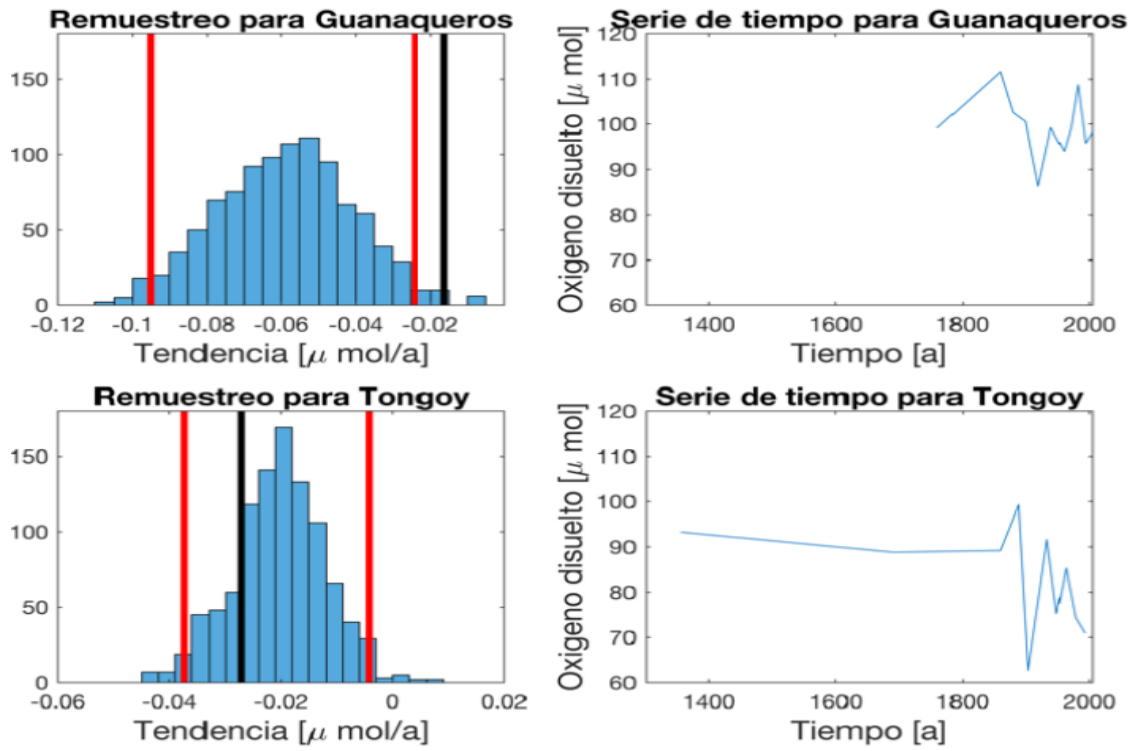 Remuestreo para Guanaqueros
150
100
50
0
-0.12 -0.1 -0.08 -0.06 -0.04 -0.02
Tendencia [μ mol/a]
Serie de tiempo para Guanaqueros
Oxigeno disuelto [μ mol]
120
110
100
90
80
70
60
1400 1600 1800 2000
Tiempo [a]
Remuestreo para Tongoy
150
100
50
0
-0.06 -0.04 -0.02 0 0.02
Tendencia [μ mol/a]
Serie de tiempo para Tongoy
Oxigeno disuelto [μ mol]
120
110
100
90
80
70
60
1400 1600 1800 2000
Tiempo [a]